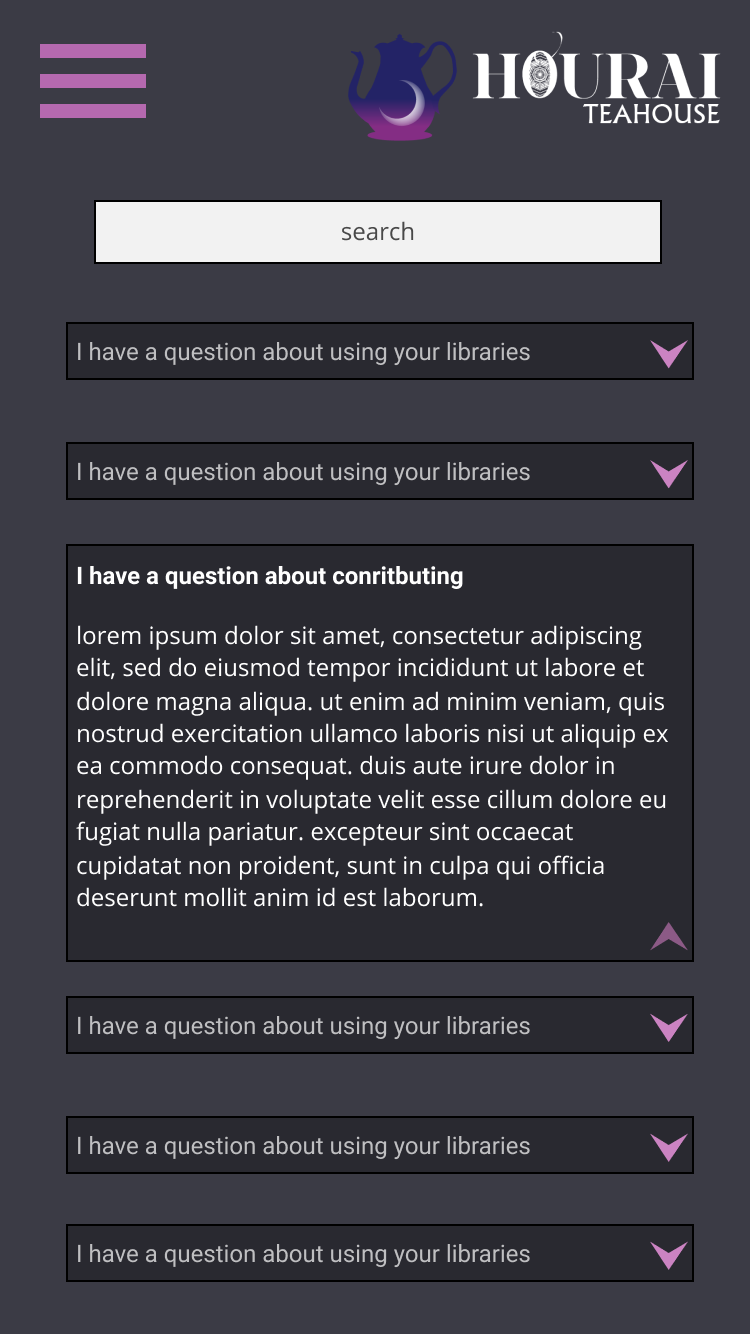 HOURAI
TEAHOUSE
search
I have a question about using your libraries
I have a question about using your libraries
I have a question about conritbuting
lorem ipsum dolor sit amet, consectetur adipiscing
elit, sed do eiusmod tempor incididunt ut labore et
dolore magna aliqua. ut enim ad minim veniam, quis
nostrud exercitation ullamco laboris nisi ut aliquip ex
ea commodo consequat. duis aute irure dolor in
reprehenderit in voluptate velit esse cillum dolore eu
fugiat nulla pariatur. excepteur sint occaecat
cupidatat non proident, sunt in culpa qui officia
deserunt mollit anim id est laborum.
I have a question about using your libraries
I have a question about using your libraries
I have a question about using your libraries